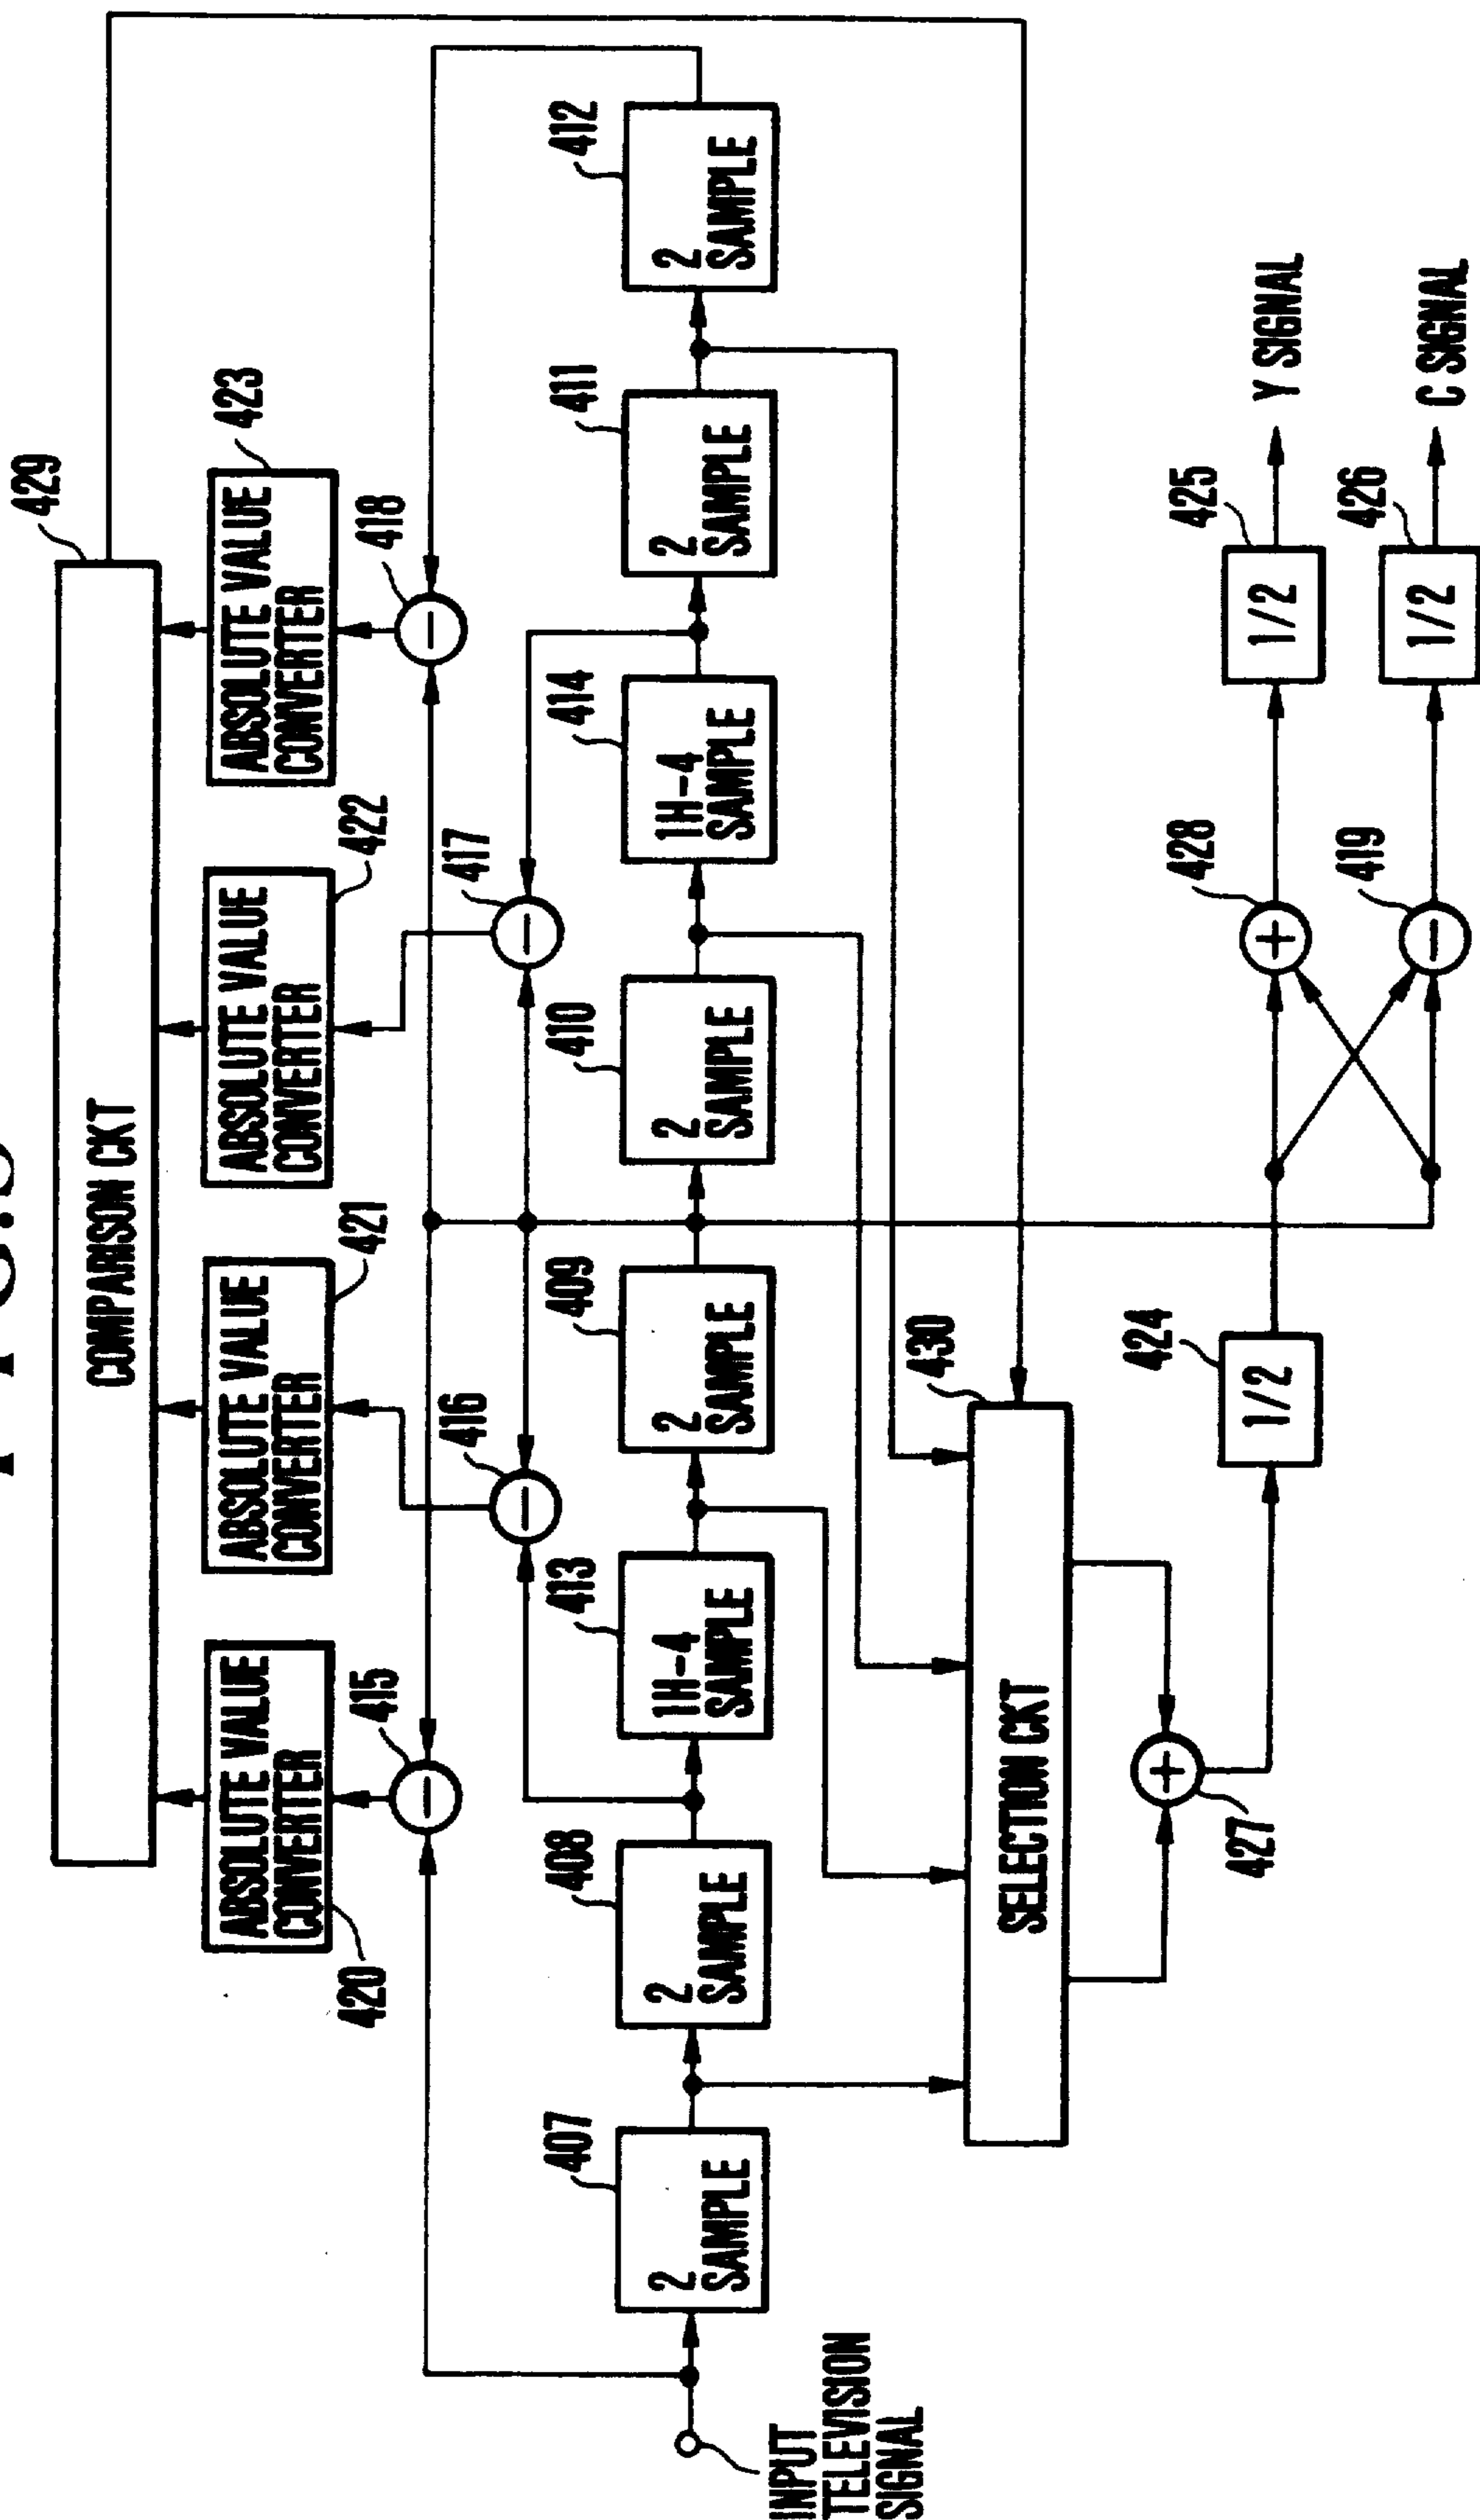 429
COMPARISON CKT
420
ABSOLUTE VALUE
CONVERTER
421
ABSOLUTE VALUE
CONVERTER
422
ABSOLUTE VALUE
CONVERTER
423
ABSOLUTE VALUE
CONVERTER
415
416
417
418
INPUT
TELEVISION
SIGNAL
407
2
SAMPLE
408
2
SAMPLE
413
1H-4
SAMPLE
409
2
SAMPLE
410
2
SAMPLE
414
1H-4
SAMPLE
411
2
SAMPLE
412
2
SAMPLE
430
SELECTION CKT
427
424
1/2
428
425
1/2
Y SIGNAL
419
426
1/2
C SIGNAL